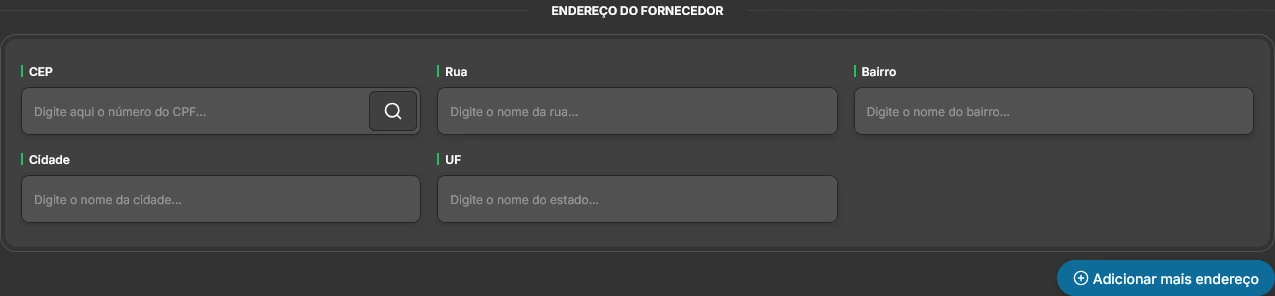 ENDEREÇO DO FORNECEDOR
CEP
Rua
Bairro
Digite aqui o número do CPF...
Digite o nome da rua...
Digite o nome do bairro...
Cidade
UF
Digite o nome da cidade...
Digite o nome do estado...
Adicionar mais endereço